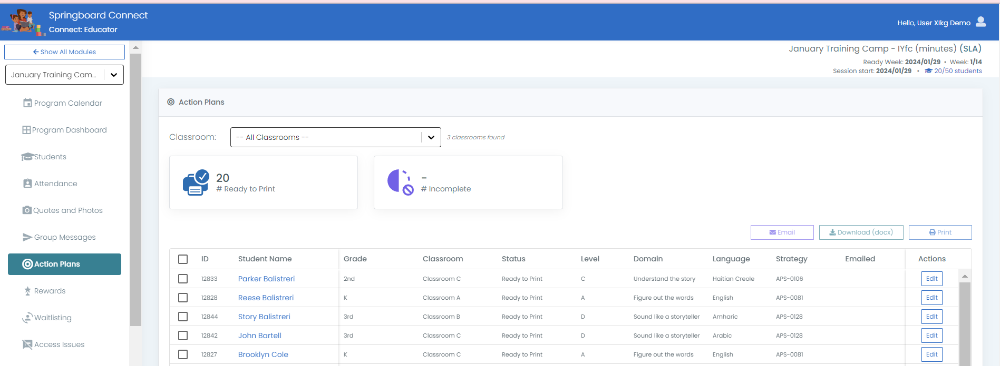 Springboard Connect
Connect: Educator
Hello, User XIkg Demo
Show All Modules
January Training Cam...
Program Calendar
Program Dashboard
Students
Attendance
Quotes and Photos
Group Messages
Action Plans
Rewards
Waitlisting
Access Issues
January Training Camp - IYfc (minutes) (SLA)
Ready Week: 2024/01/29 • Week: 1/14
Session start: 2024/01/29 • 20/50 students
Action Plans
Classroom: -- All Classrooms -- 3 classrooms found
20
# Ready to Print
-
# Incomplete
Email Download (docx) Print
ID Student Name Grade Classroom Status Level Domain Language Strategy Emailed Actions
12833 Parker Balistreri 2nd Classroom C Ready to Print C Understand the story Haitian Creole APS-0106 Edit
12828 Reese Balistreri K Classroom A Ready to Print A Figure out the words English APS-0081 Edit
12844 Story Balistreri 3rd Classroom B Ready to Print D Sound like a storyteller Amharic APS-0128 Edit
12842 John Bartell 3rd Classroom C Ready to Print D Sound like a storyteller Arabic APS-0128 Edit
12827 Brooklyn Cole K Classroom C Ready to Print A Figure out the words English APS-0081 Edit